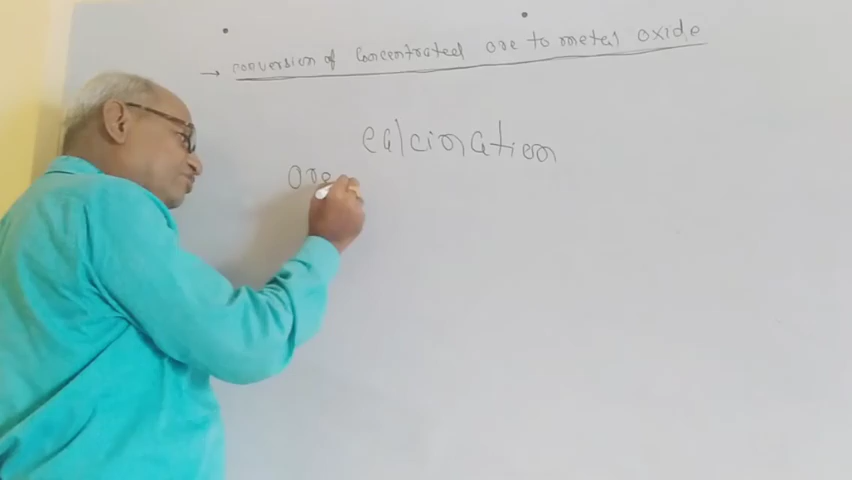 → conversion of concentrated ore to metal oxide
calcination
ore